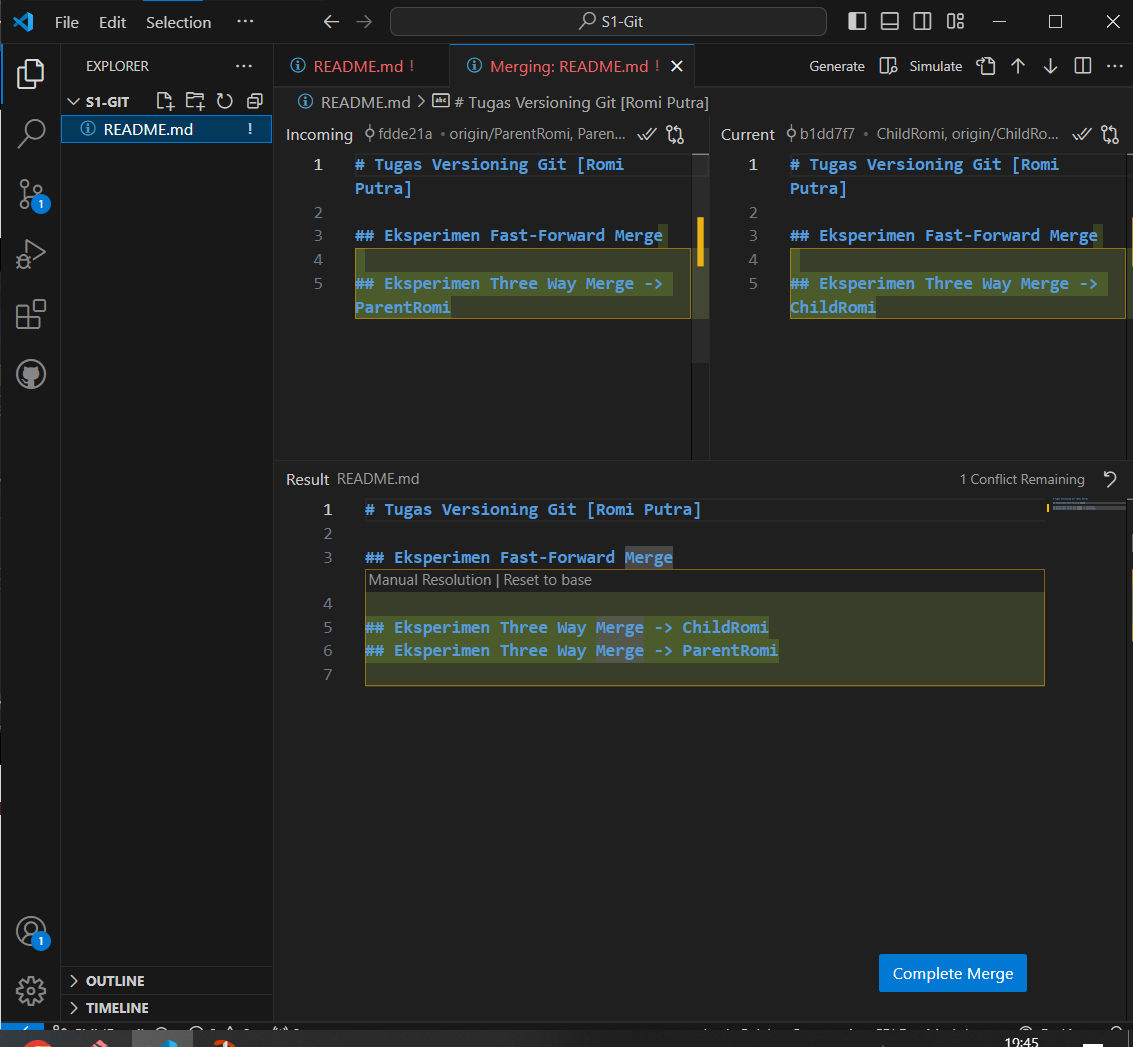 File Edit Selection ··· S1-Git
EXPLORER ···
S1-GIT
README.md !
README.md !
Merging: README.md !
Generate Simulate ···
README.md > # Tugas Versioning Git [Romi Putra]
Incoming fdde21a • origin/ParentRomi, Paren...
1 # Tugas Versioning Git [Romi
Putra]
2
3 ## Eksperimen Fast-Forward Merge
4
5 ## Eksperimen Three Way Merge ->
ParentRomi
Current b1dd7f7 • ChildRomi, origin/ChildRo...
1 # Tugas Versioning Git [Romi
Putra]
2
3 ## Eksperimen Fast-Forward Merge
4
5 ## Eksperimen Three Way Merge ->
ChildRomi
Result README.md 1 Conflict Remaining
1 # Tugas Versioning Git [Romi Putra]
2
3 ## Eksperimen Fast-Forward Merge
Manual Resolution | Reset to base
4
5 ## Eksperimen Three Way Merge -> ChildRomi
6 ## Eksperimen Three Way Merge -> ParentRomi
7
Complete Merge
1
1
OUTLINE
TIMELINE
19:45